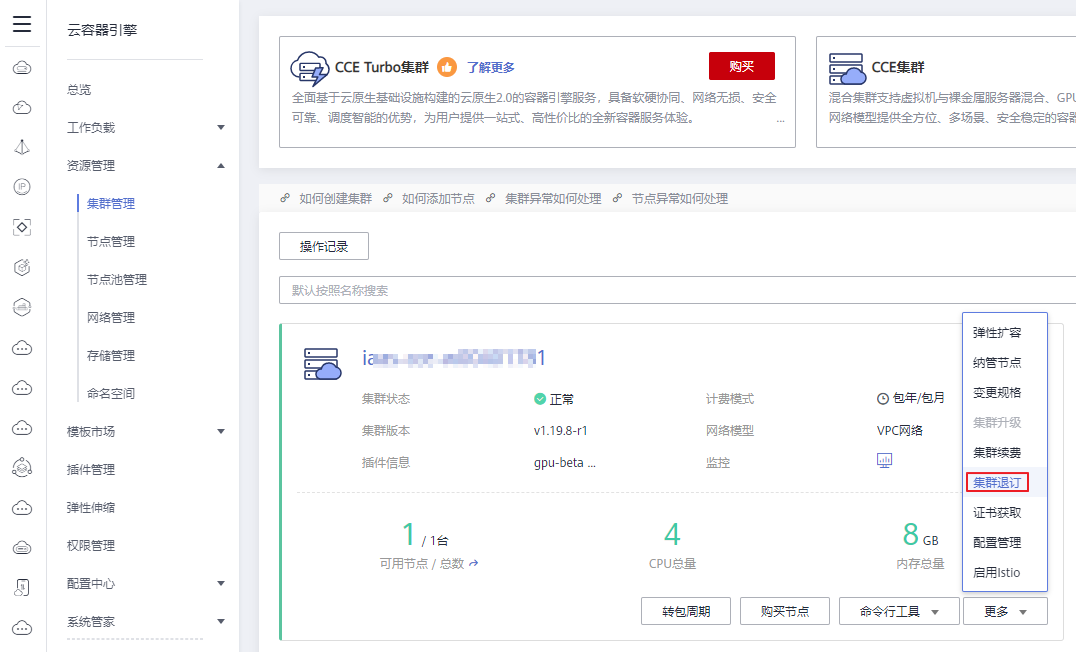 云容器引擎
总览
工作负载
资源管理
集群管理
节点管理
节点池管理
网络管理
存储管理
命名空间
模板市场
插件管理
弹性伸缩
权限管理
配置中心
系统管家
CCE Turbo集群 了解更多 购买
全面基于云原生基础设施构建的云原生2.0的容器引擎服务，具备软硬协同、网络无损、安全
可靠、调度智能的优势，为用户提供一站式、高性价比的全新容器服务体验。 ...
CCE集群
混合集群支持虚拟机与裸金属服务器混合、GPU
网络模型提供全方位、多场景、安全稳定的容器
如何创建集群 如何添加节点 集群异常如何处理 节点异常如何处理
操作记录
默认按照名称搜索
集群状态 正常 计费模式 包年/包月
集群版本 v1.19.8-r1 网络模型 VPC网络
插件信息 gpu-beta ... 监控
1 / 1台
可用节点 / 总数
4
CPU总量
8 GB
内存总量
转包周期 购买节点 命令行工具 更多
弹性扩容
纳管节点
变更规格
集群升级
集群续费
集群退订
证书获取
配置管理
启用Istio
IP